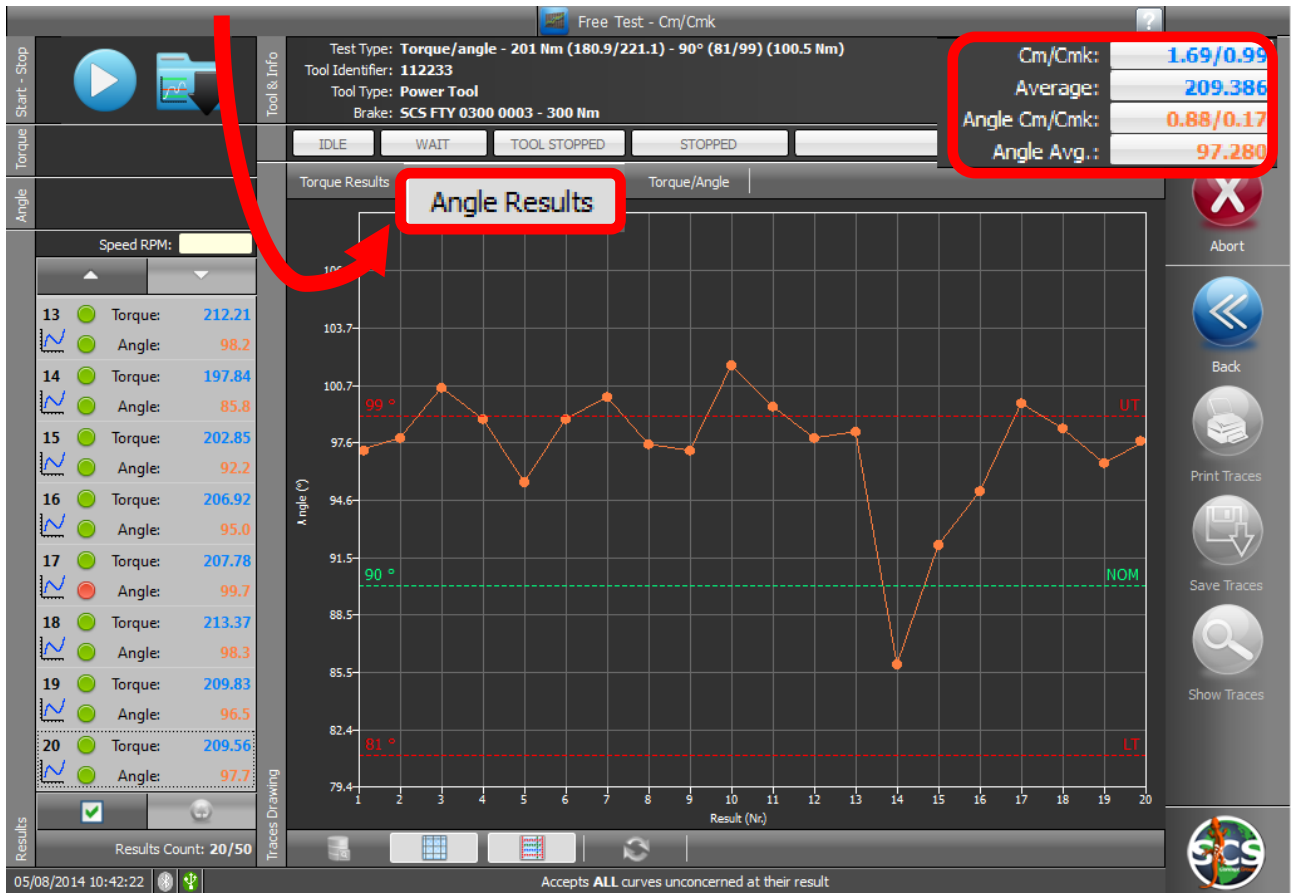 Free Test - Cm/Cmk
?
Start - Stop
Tool & Info
Test Type: Torque/angle - 201 Nm (180.9/221.1) - 90° (81/99) (100.5 Nm)
Tool Identifier: 112233
Tool Type: Power Tool
Brake: SCS FTY 0300 0003 - 300 Nm
Cm/Cmk: 1.69/0.99
Average: 209.386
Angle Cm/Cmk: 0.88/0.17
Angle Avg.: 97.280
Torque
IDLE
WAIT
TOOL STOPPED
STOPPED
Angle
Torque Results
Angle Results
Torque/Angle
Speed RPM:
Abort
Back
Print Traces
Save Traces
Show Traces
Results
13 Torque: 212.21
Angle: 98.2
14 Torque: 197.84
Angle: 85.8
15 Torque: 202.85
Angle: 92.2
16 Torque: 206.92
Angle: 95.0
17 Torque: 207.78
Angle: 99.7
18 Torque: 213.37
Angle: 98.3
19 Torque: 209.83
Angle: 96.5
20 Torque: 209.56
Angle: 97.7
Results Count: 20/50
Traces Drawing
Angle (°)
103.7
100.7
97.6
94.6
91.5
88.5
85.5
82.4
79.4
99 °
UT
90 °
NOM
81 °
LT
1 2 3 4 5 6 7 8 9 10 11 12 13 14 15 16 17 18 19 20
Result (Nr.)
SCS
05/08/2014 10:42:22
Accepts ALL curves unconcerned at their result